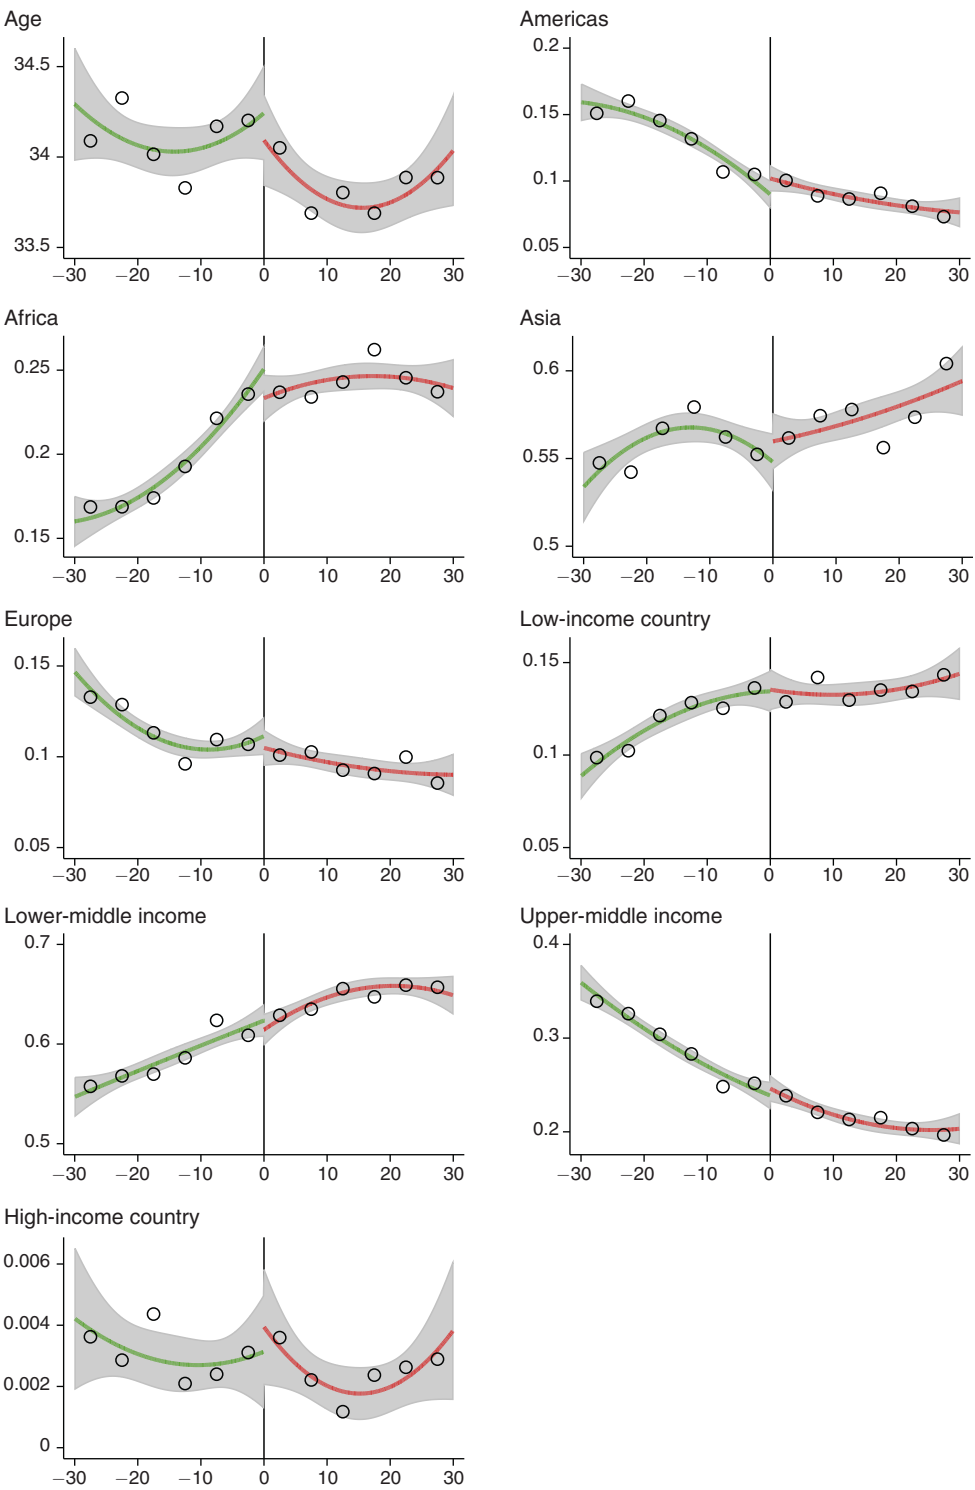 Age
34.5
34
33.5
−30 −20 −10 0 10 20 30
Americas
0.2
0.15
0.1
0.05
−30 −20 −10 0 10 20 30
Africa
0.25
0.2
0.15
−30 −20 −10 0 10 20 30
Asia
0.6
0.55
0.5
−30 −20 −10 0 10 20 30
Europe
0.15
0.1
0.05
−30 −20 −10 0 10 20 30
Low-income country
0.15
0.1
0.05
−30 −20 −10 0 10 20 30
Lower-middle income
0.7
0.6
0.5
−30 −20 −10 0 10 20 30
Upper-middle income
0.4
0.3
0.2
−30 −20 −10 0 10 20 30
High-income country
0.006
0.004
0.002
0
−30 −20 −10 0 10 20 30